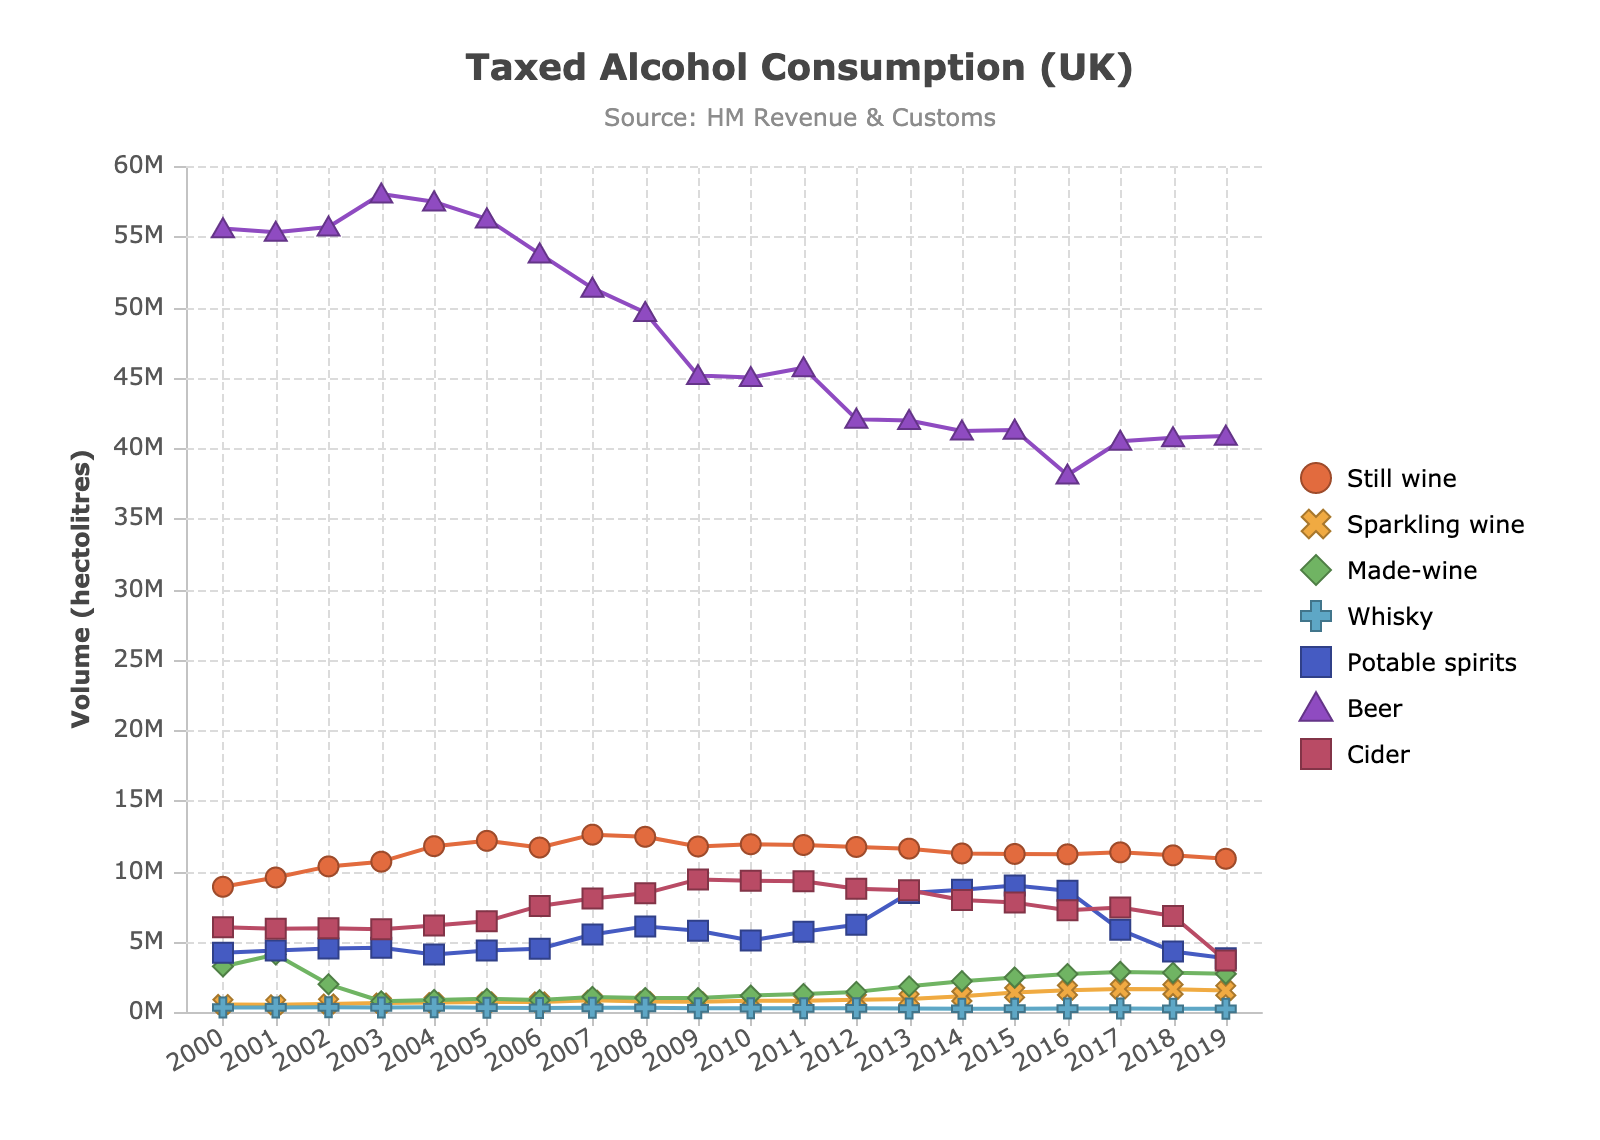 Taxed Alcohol Consumption (UK)
Source: HM Revenue & Customs
Volume (hectolitres)
60M
55M
50M
45M
40M
35M
30M
25M
20M
15M
10M
5M
0M
2000
2001
2002
2003
2004
2005
2006
2007
2008
2009
2010
2011
2012
2013
2014
2015
2016
2017
2018
2019
Still wine
Sparkling wine
Made-wine
Whisky
Potable spirits
Beer
Cider